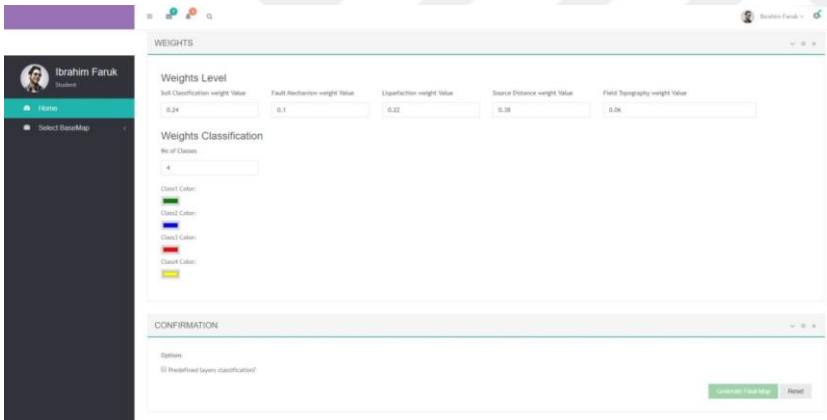 Ibrahim Faruk
WEIGHTS
Ibrahim Faruk
Student
Home
Select BaseMap
Weights Level
Soil Classification weight Value
Fault Mechanism weight Value
Liquefaction weight Value
Source Distance weight Value
Field Topography weight Value
0.24
0.1
0.22
0.38
0.06
Weights Classification
No of Classes
4
Class1 Color:
Class2 Color:
Class3 Color:
Class4 Color:
CONFIRMATION
Options
Predefined layers classification?
Generate Final Map
Reset